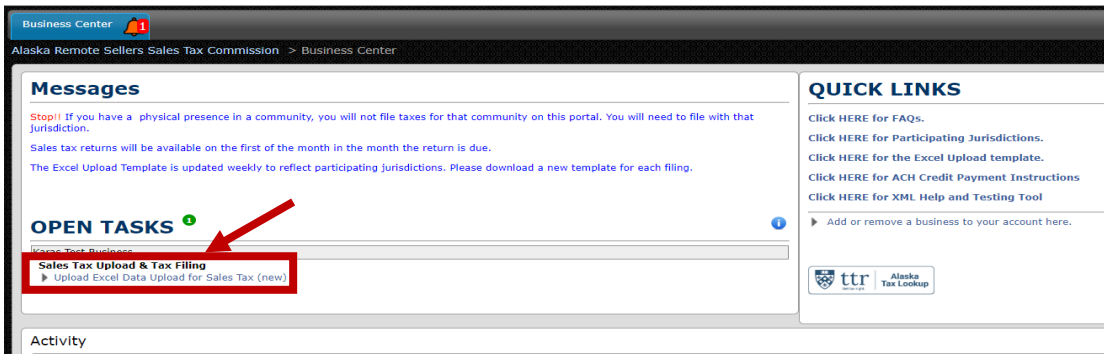 Business Center 1
Alaska Remote Sellers Sales Tax Commission > Business Center
Messages
Stop!! If you have a physical presence in a community, you will not file taxes for that community on this portal. You will need to file with that
jurisdiction.
Sales tax returns will be available on the first of the month in the month the return is due.
The Excel Upload Template is updated weekly to reflect participating jurisdictions. Please download a new template for each filing.
OPEN TASKS 1
Karas Test Business
Sales Tax Upload & Tax Filing
Upload Excel Data Upload for Sales Tax (new)
Activity
QUICK LINKS
Click HERE for FAQs.
Click HERE for Participating Jurisdictions.
Click HERE for the Excel Upload template.
Click HERE for ACH Credit Payment Instructions
Click HERE for XML Help and Testing Tool
Add or remove a business to your account here.
ttr Alaska
Tax Lookup